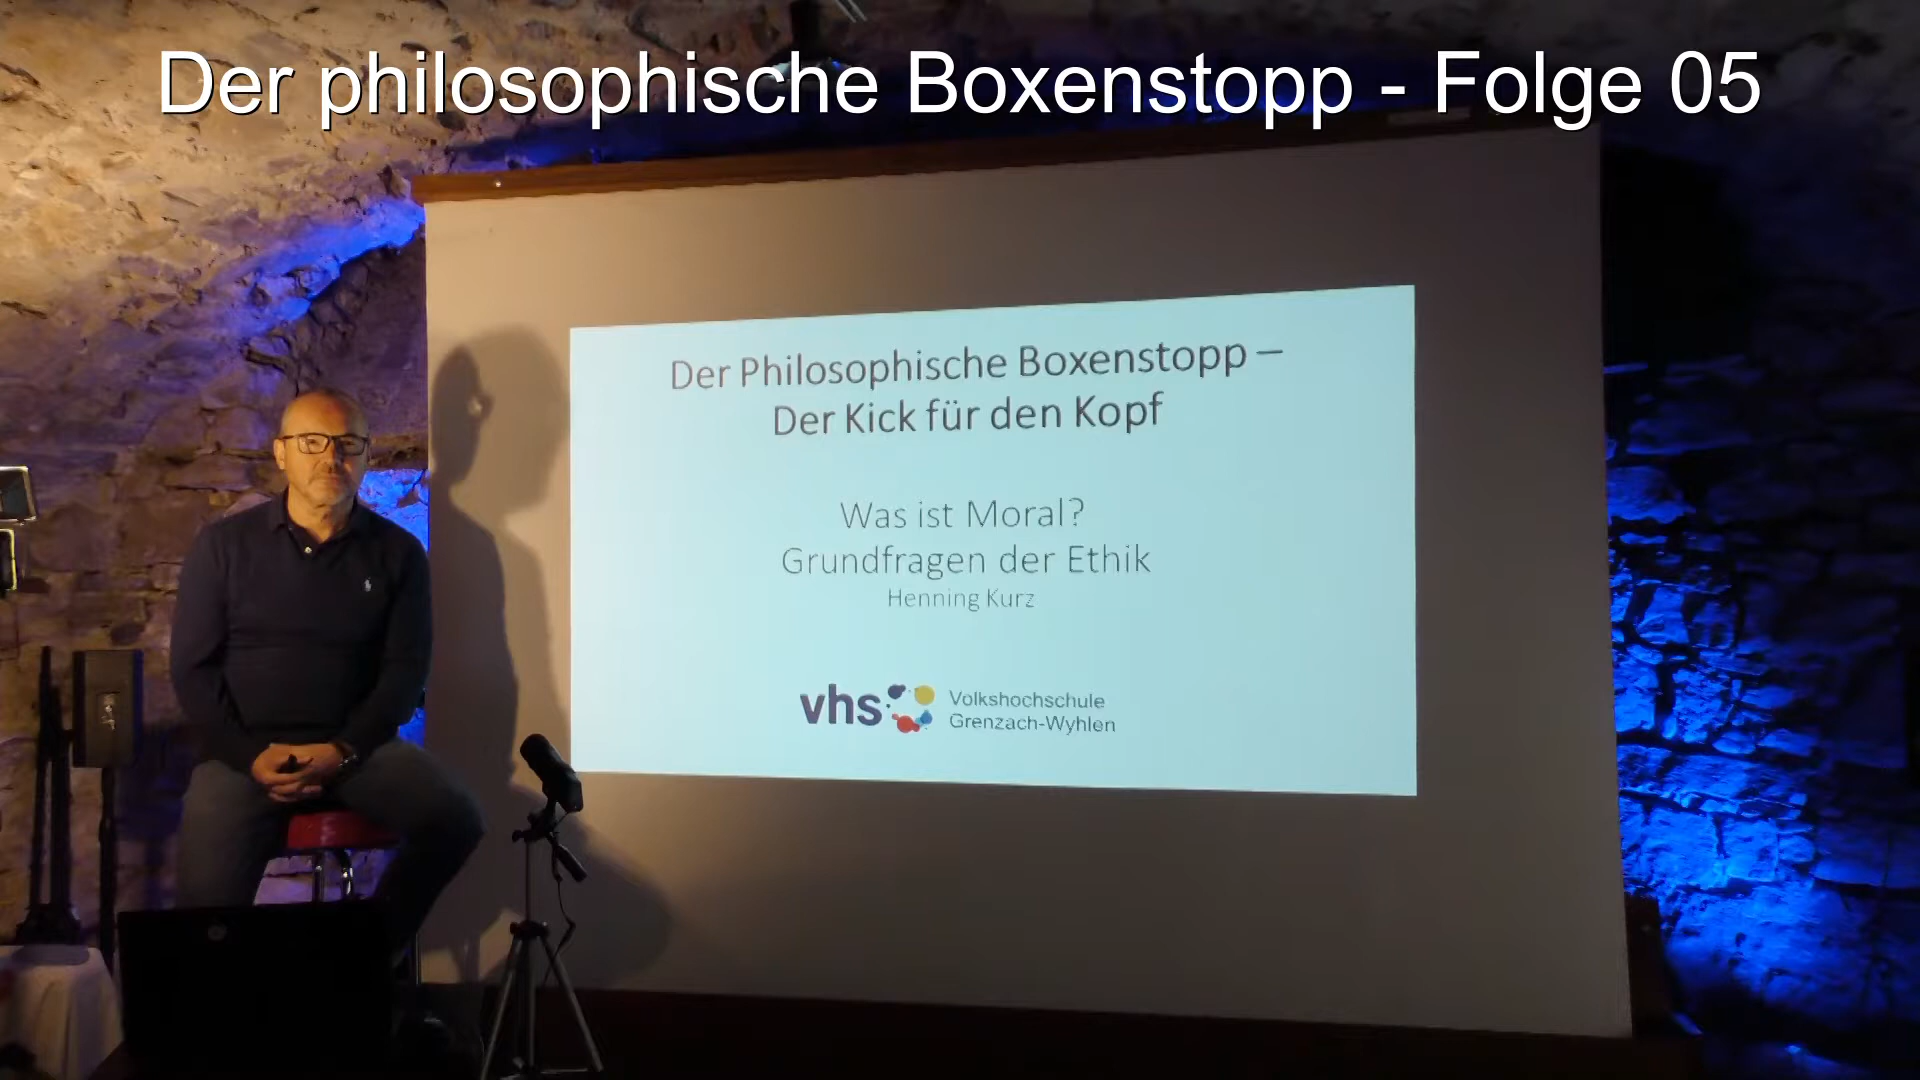 Der philosophische Boxenstopp - Folge 05
Der Philosophische Boxenstopp –
Der Kick für den Kopf
Was ist Moral?
Grundfragen der Ethik
Henning Kurz
vhs
Volkshochschule
Grenzach-Wyhlen